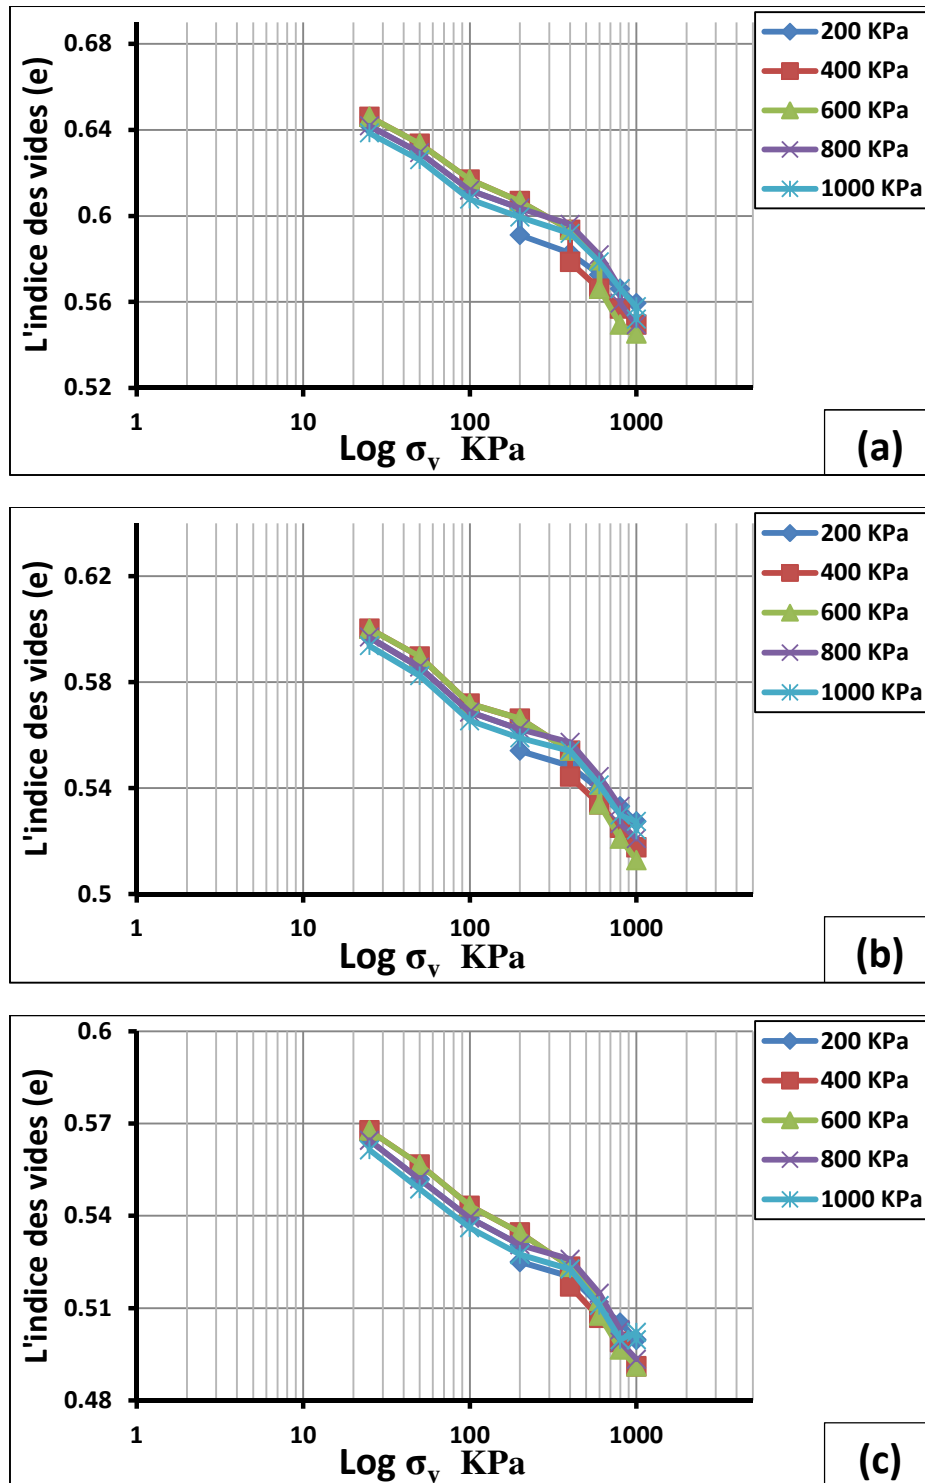 L'indice des vides (e)
0.68
0.64
0.6
0.56
0.52
1 10 100 1000
Log σv KPa
200 KPa
400 KPa
600 KPa
800 KPa
1000 KPa
(a)
L'indice des vides (e)
0.62
0.58
0.54
0.5
1 10 100 1000
Log σv KPa
200 KPa
400 KPa
600 KPa
800 KPa
1000 KPa
(b)
L'indice des vides (e)
0.6
0.57
0.54
0.51
0.48
1 10 100 1000
Log σv KPa
200 KPa
400 KPa
600 KPa
800 KPa
1000 KPa
(c)